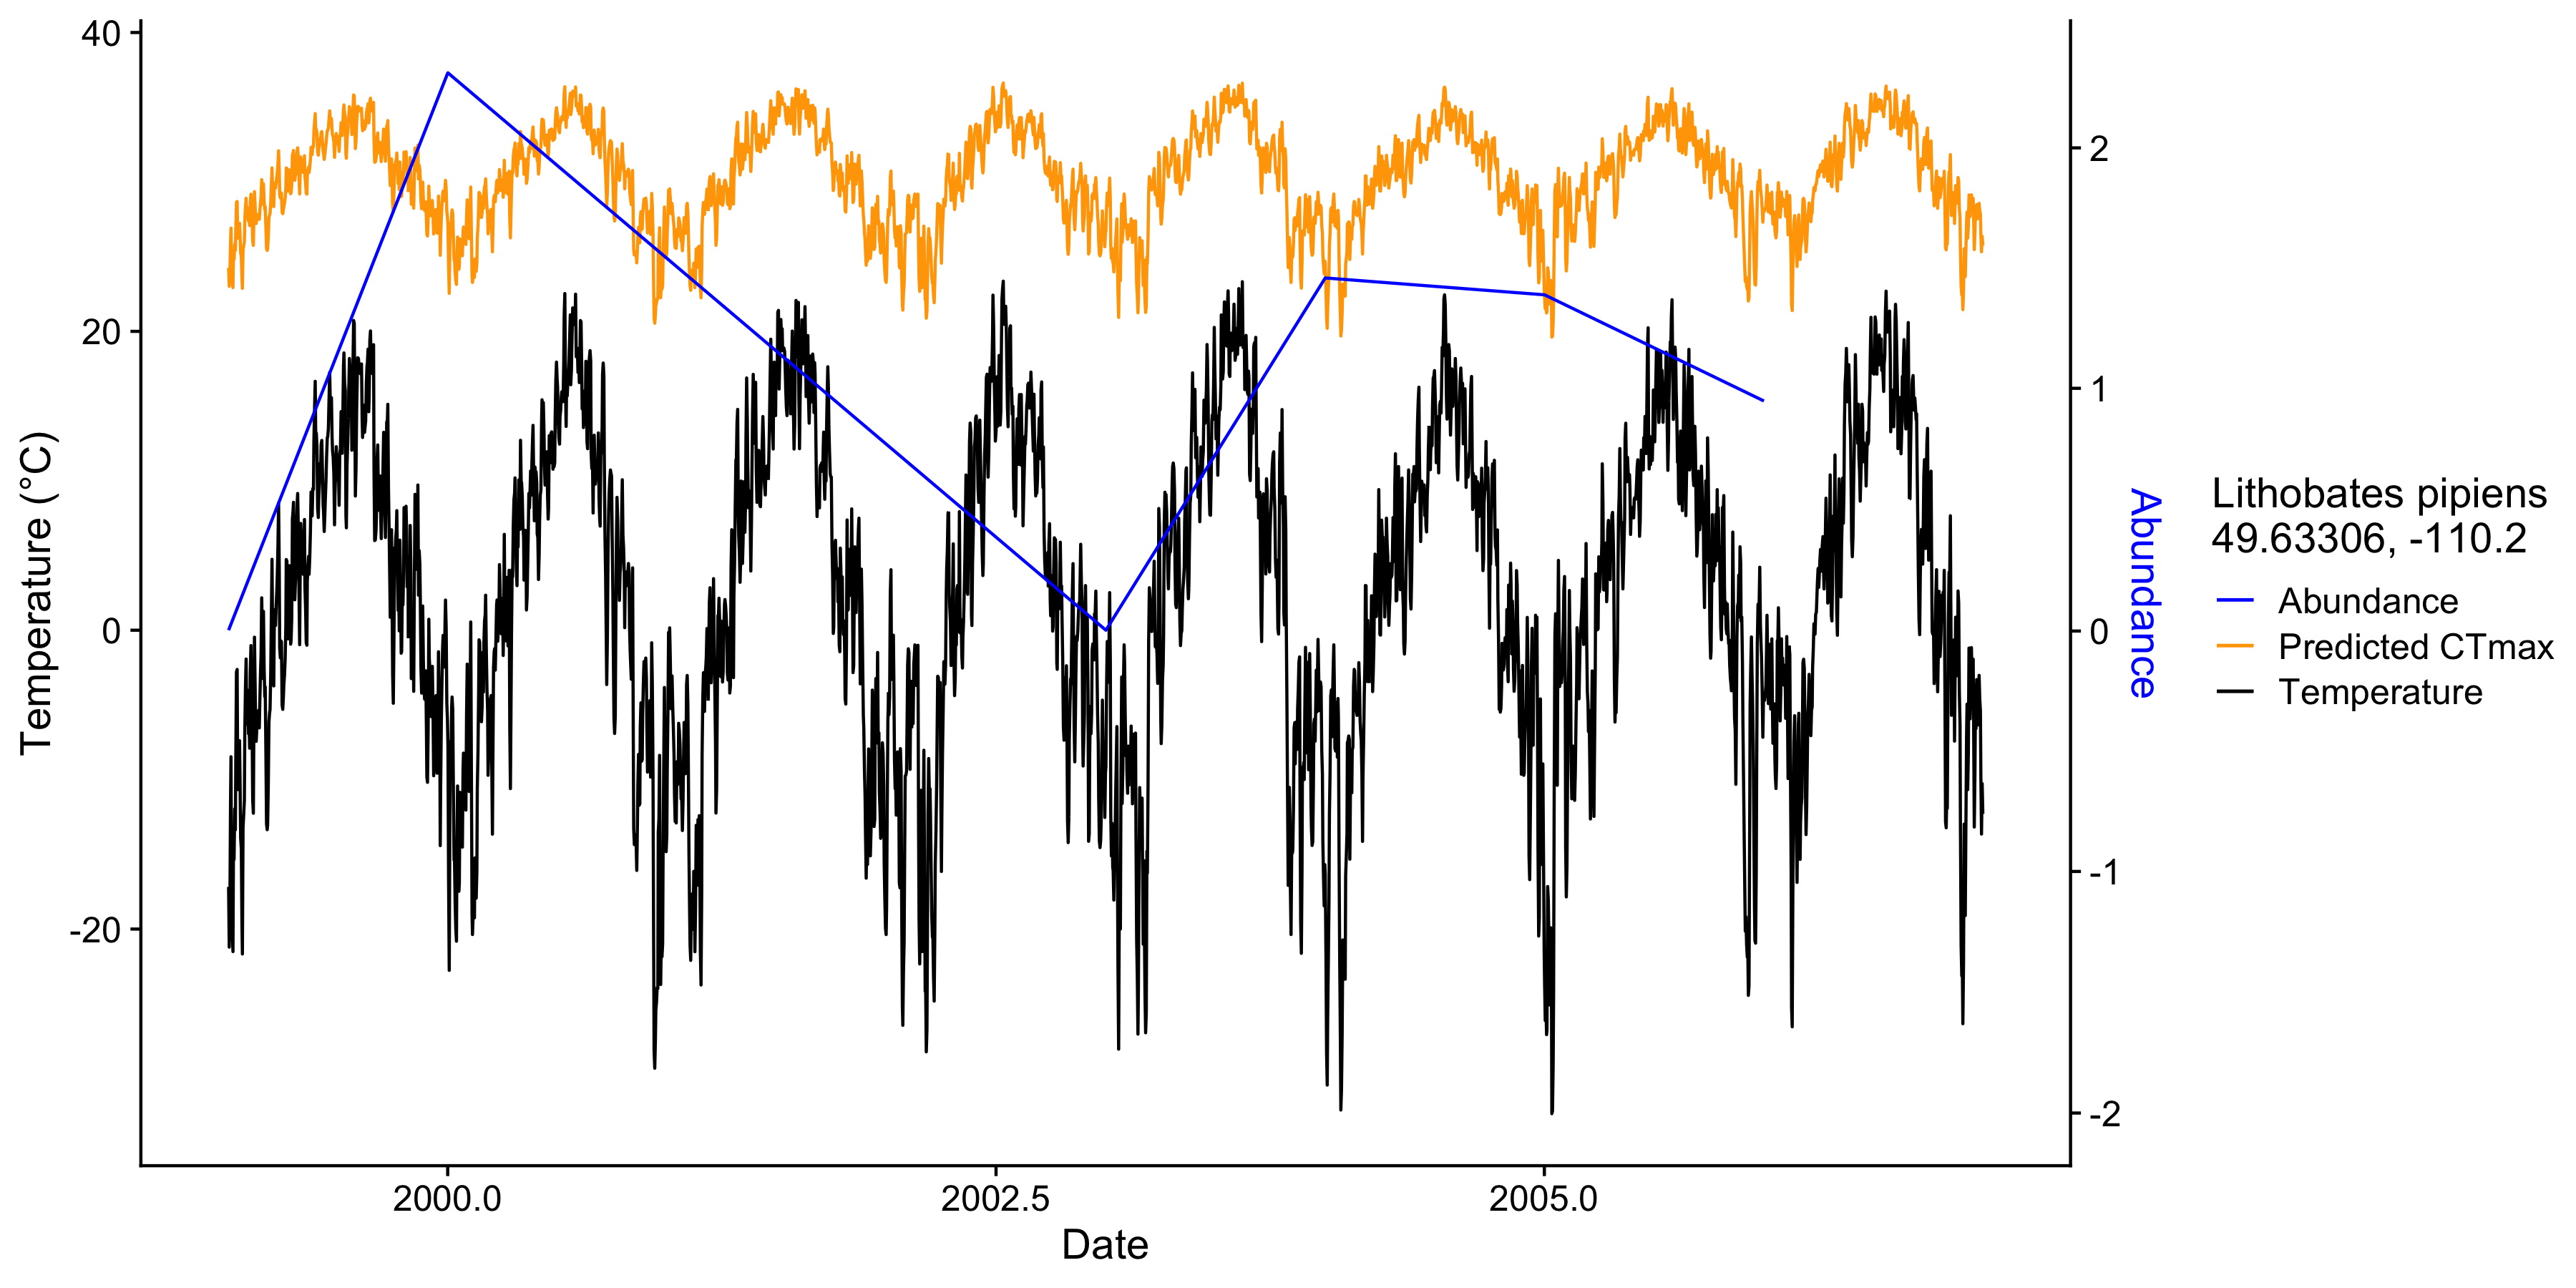 40
20
0
-20
Temperature (°C)
2000.0
2002.5
2005.0
Date
2
1
0
-1
-2
Abundance
Lithobates pipiens
49.63306, -110.2
Abundance
Predicted CTmax
Temperature